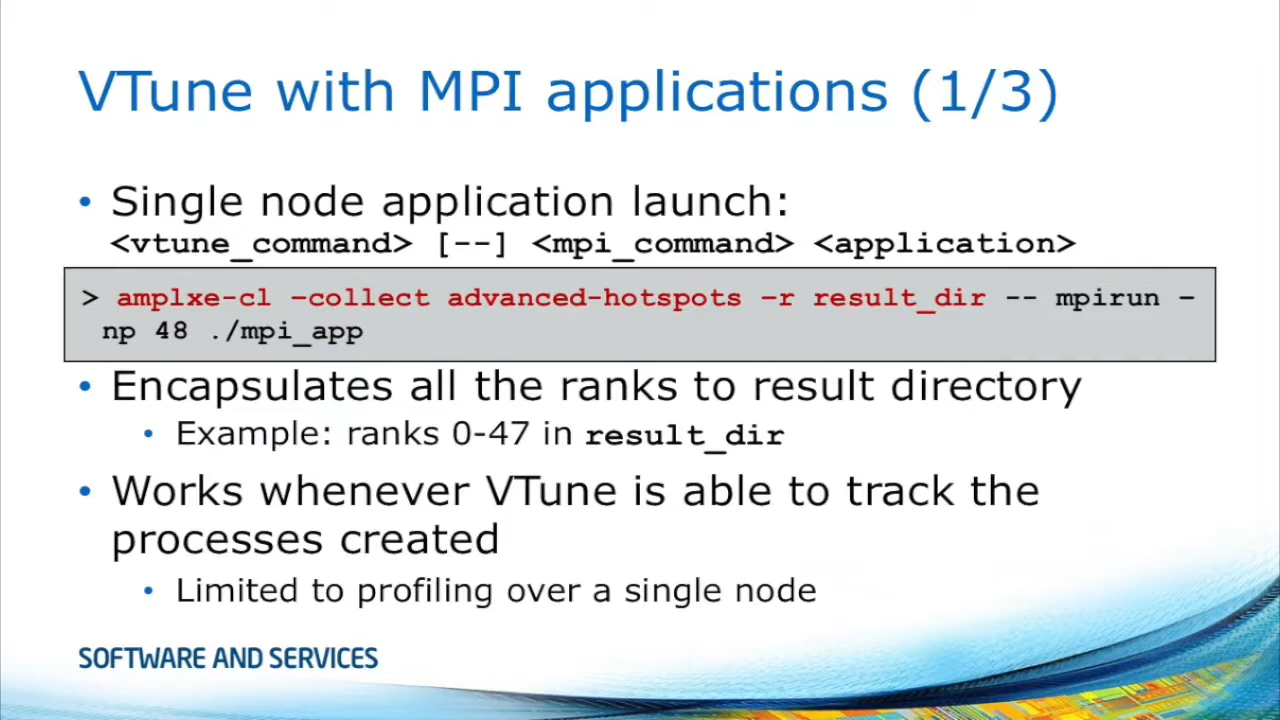 VTune with MPI applications (1/3)
• Single node application launch:
<vtune_command> [--] <mpi_command> <application>
> amplxe-cl –collect advanced-hotspots –r result_dir -- mpirun –
np 48 ./mpi_app
• Encapsulates all the ranks to result directory
• Example: ranks 0-47 in result_dir
• Works whenever VTune is able to track the
processes created
• Limited to profiling over a single node
SOFTWARE AND SERVICES